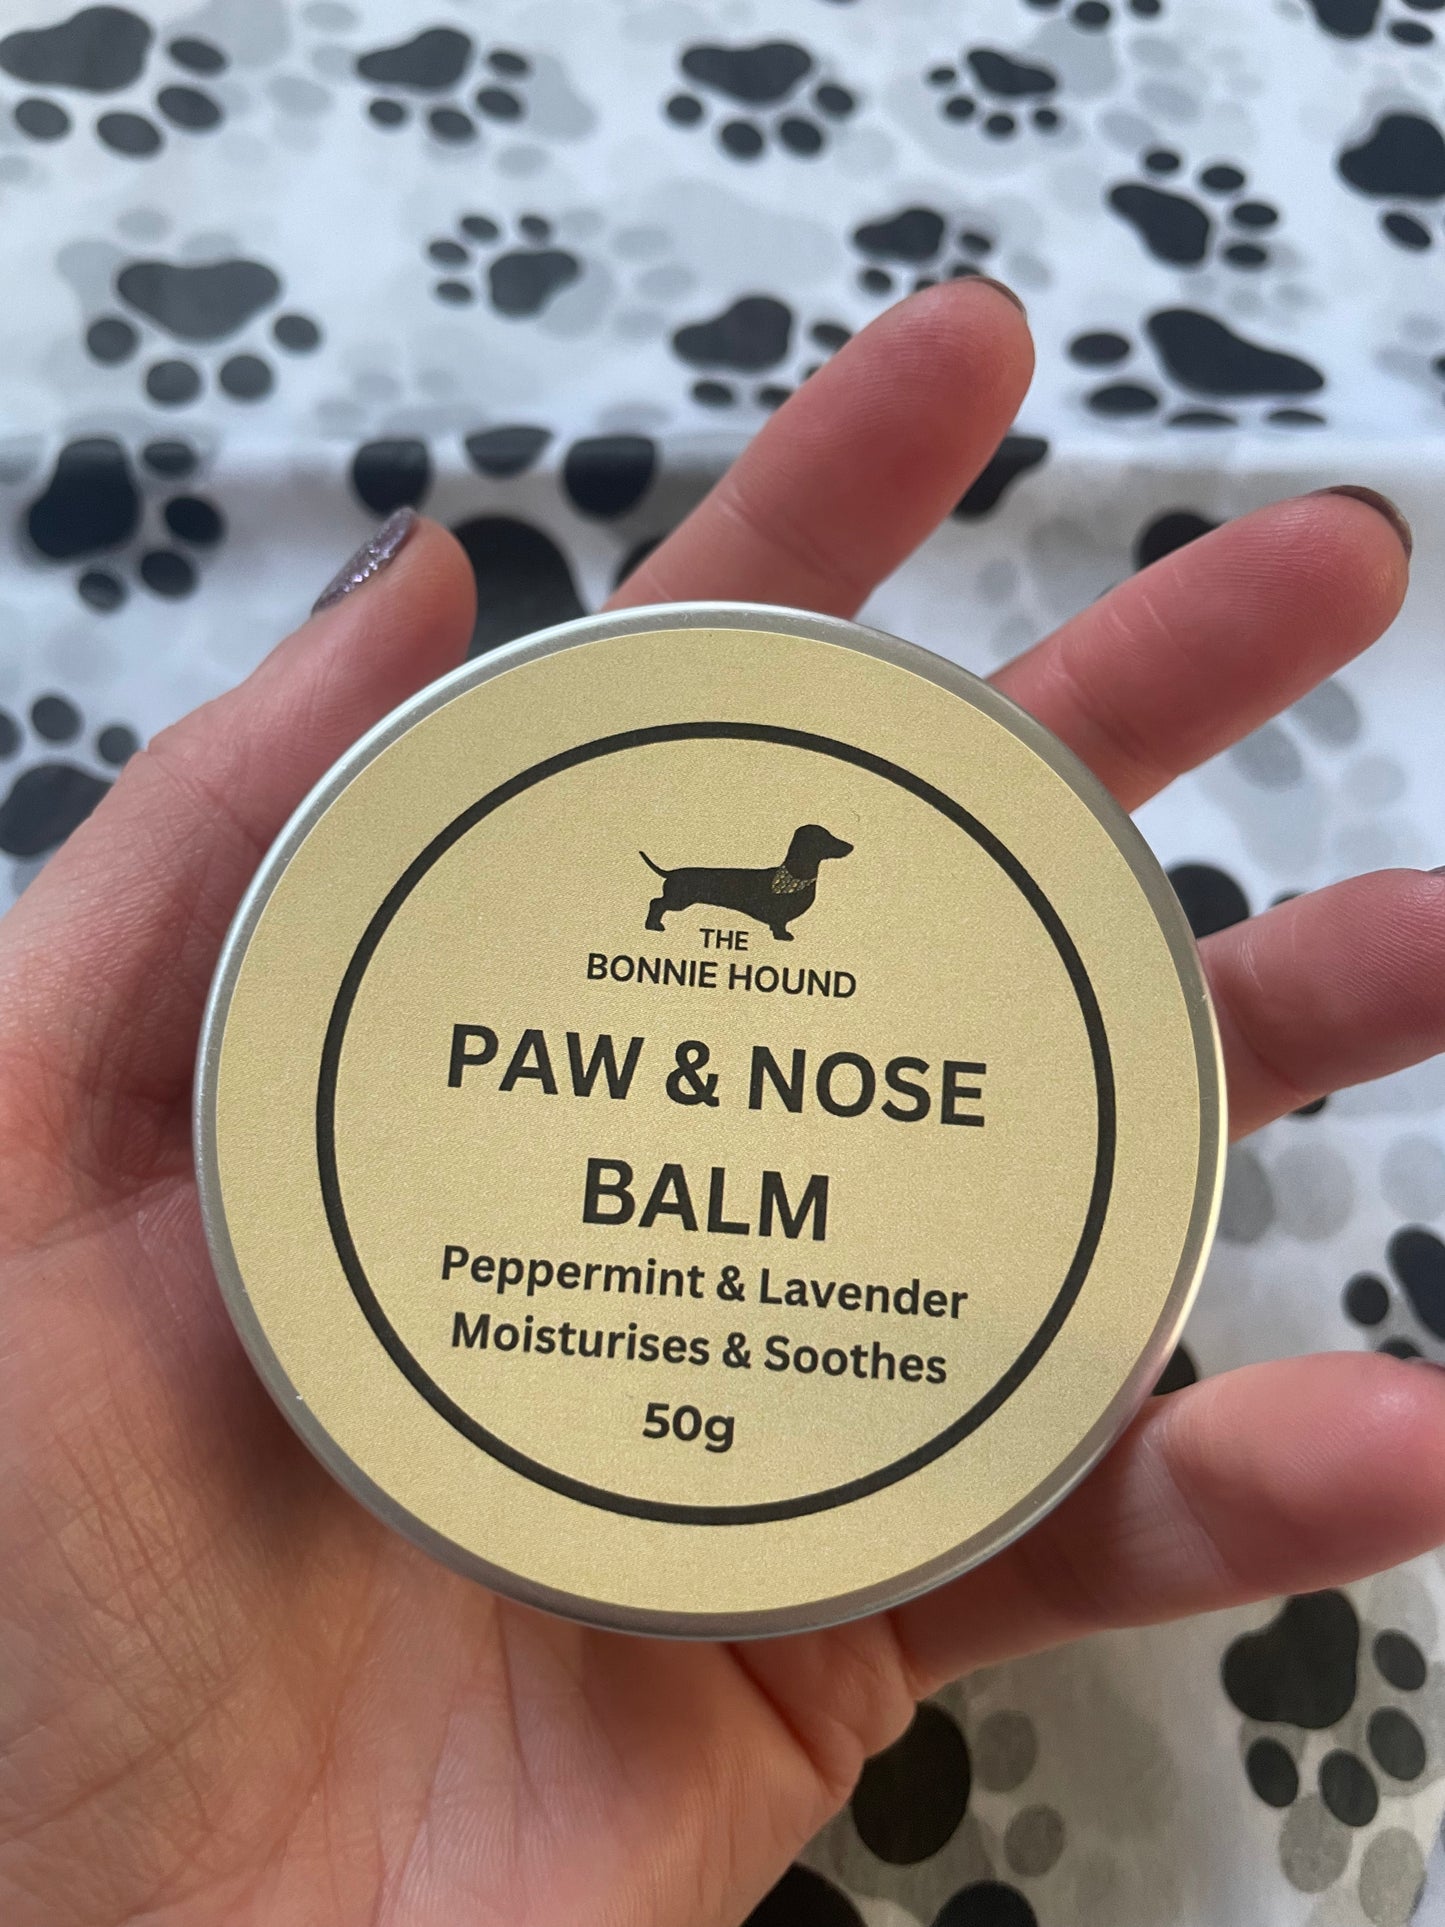 THE
BONNIE HOUND
PAW & NOSE
BALM
Peppermint & Lavender
Moisturises & Soothes
50g